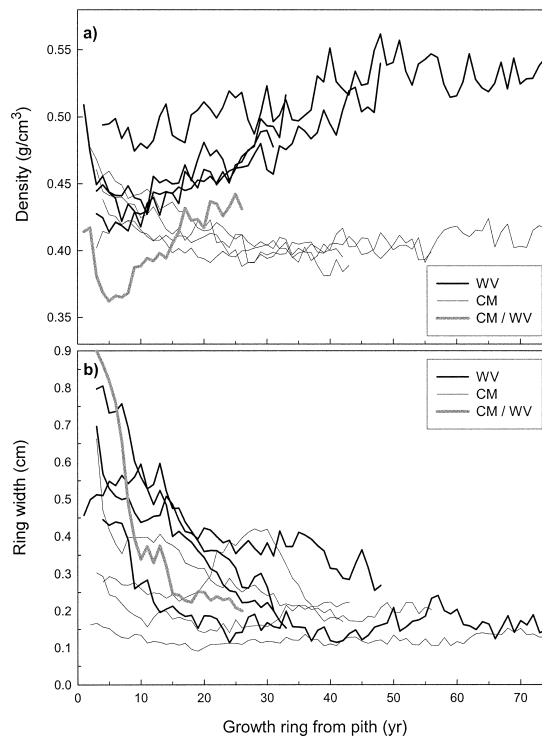 a)
Density (g/cm³)
0.55
0.50
0.45
0.40
0.35
WV
CM
CM / WV
b)
Ring width (cm)
0.9
0.8
0.7
0.6
0.5
0.4
0.3
0.2
0.1
0.0
WV
CM
CM / WV
0 10 20 30 40 50 60 70
Growth ring from pith (yr)